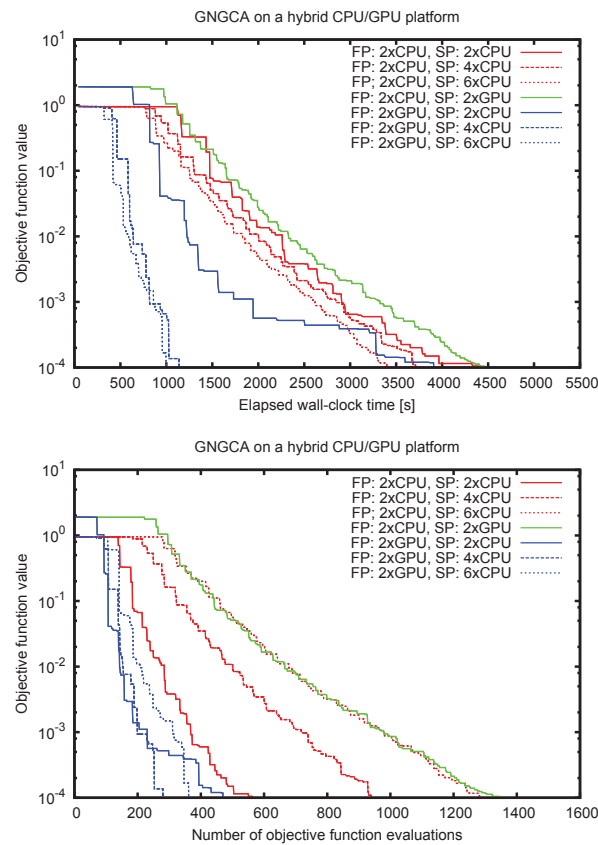 GNGCA on a hybrid CPU/GPU platform
FP: 2xCPU, SP: 2xCPU
FP: 2xCPU, SP: 4xCPU
FP; 2xCPU, SP: 6xCPU
FP: 2xCPU, SP: 2xGPU
FP: 2xGPU, SP: 2xCPU
FP: 2xGPU, SP: 4xCPU
FP: 2xGPU, SP: 6xCPU
Objective function value
10^1
10^0
10^-1
10^-2
10^-3
10^-4
0 500 1000 1500 2000 2500 3000 3500 4000 4500 5000 5500
Elapsed wall-clock time [s]
GNGCA on a hybrid CPU/GPU platform
FP: 2xCPU, SP: 2xCPU
FP: 2xCPU, SP: 4xCPU
FP; 2xCPU, SP: 6xCPU
FP: 2xCPU, SP: 2xGPU
FP: 2xGPU, SP: 2xCPU
FP: 2xGPU, SP: 4xCPU
FP: 2xGPU, SP: 6xCPU
Objective function value
10^1
10^0
10^-1
10^-2
10^-3
10^-4
0 200 400 600 800 1000 1200 1400 1600
Number of objective function evaluations